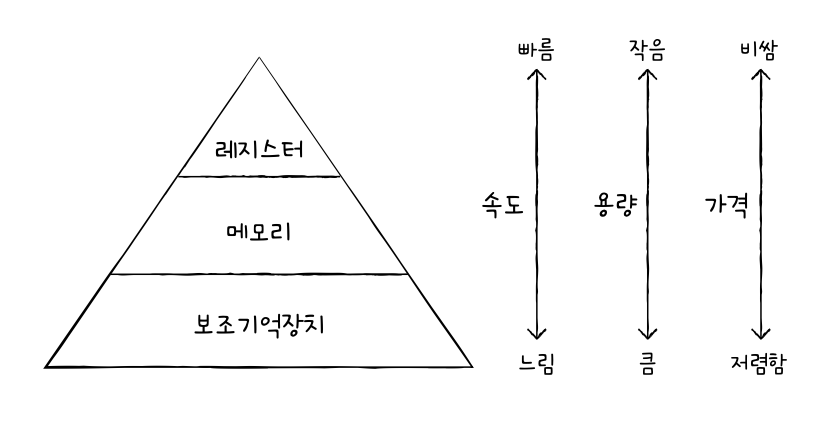 빠름 작음 비쌈
레지스터
속도 용량 가격
메모리
보조기억장치
느림 큼 저렴함